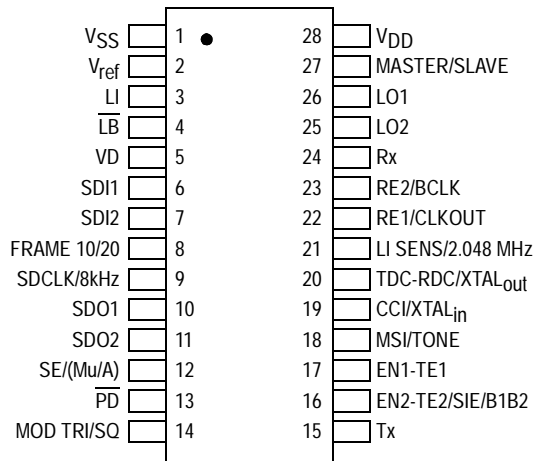 VSS 1 28 VDD
Vref 2 27 MASTER/SLAVE
LI 3 26 LO1
LB 4 25 LO2
VD 5 24 Rx
SDI1 6 23 RE2/BCLK
SDI2 7 22 RE1/CLKOUT
FRAME 10/20 8 21 LI SENS/2.048 MHz
SDCLK/8kHz 9 20 TDC-RDC/XTALout
SDO1 10 19 CCI/XTALin
SDO2 11 18 MSI/TONE
SE/(Mu/A) 12 17 EN1-TE1
PD 13 16 EN2-TE2/SIE/B1B2
MOD TRI/SQ 14 15 Tx